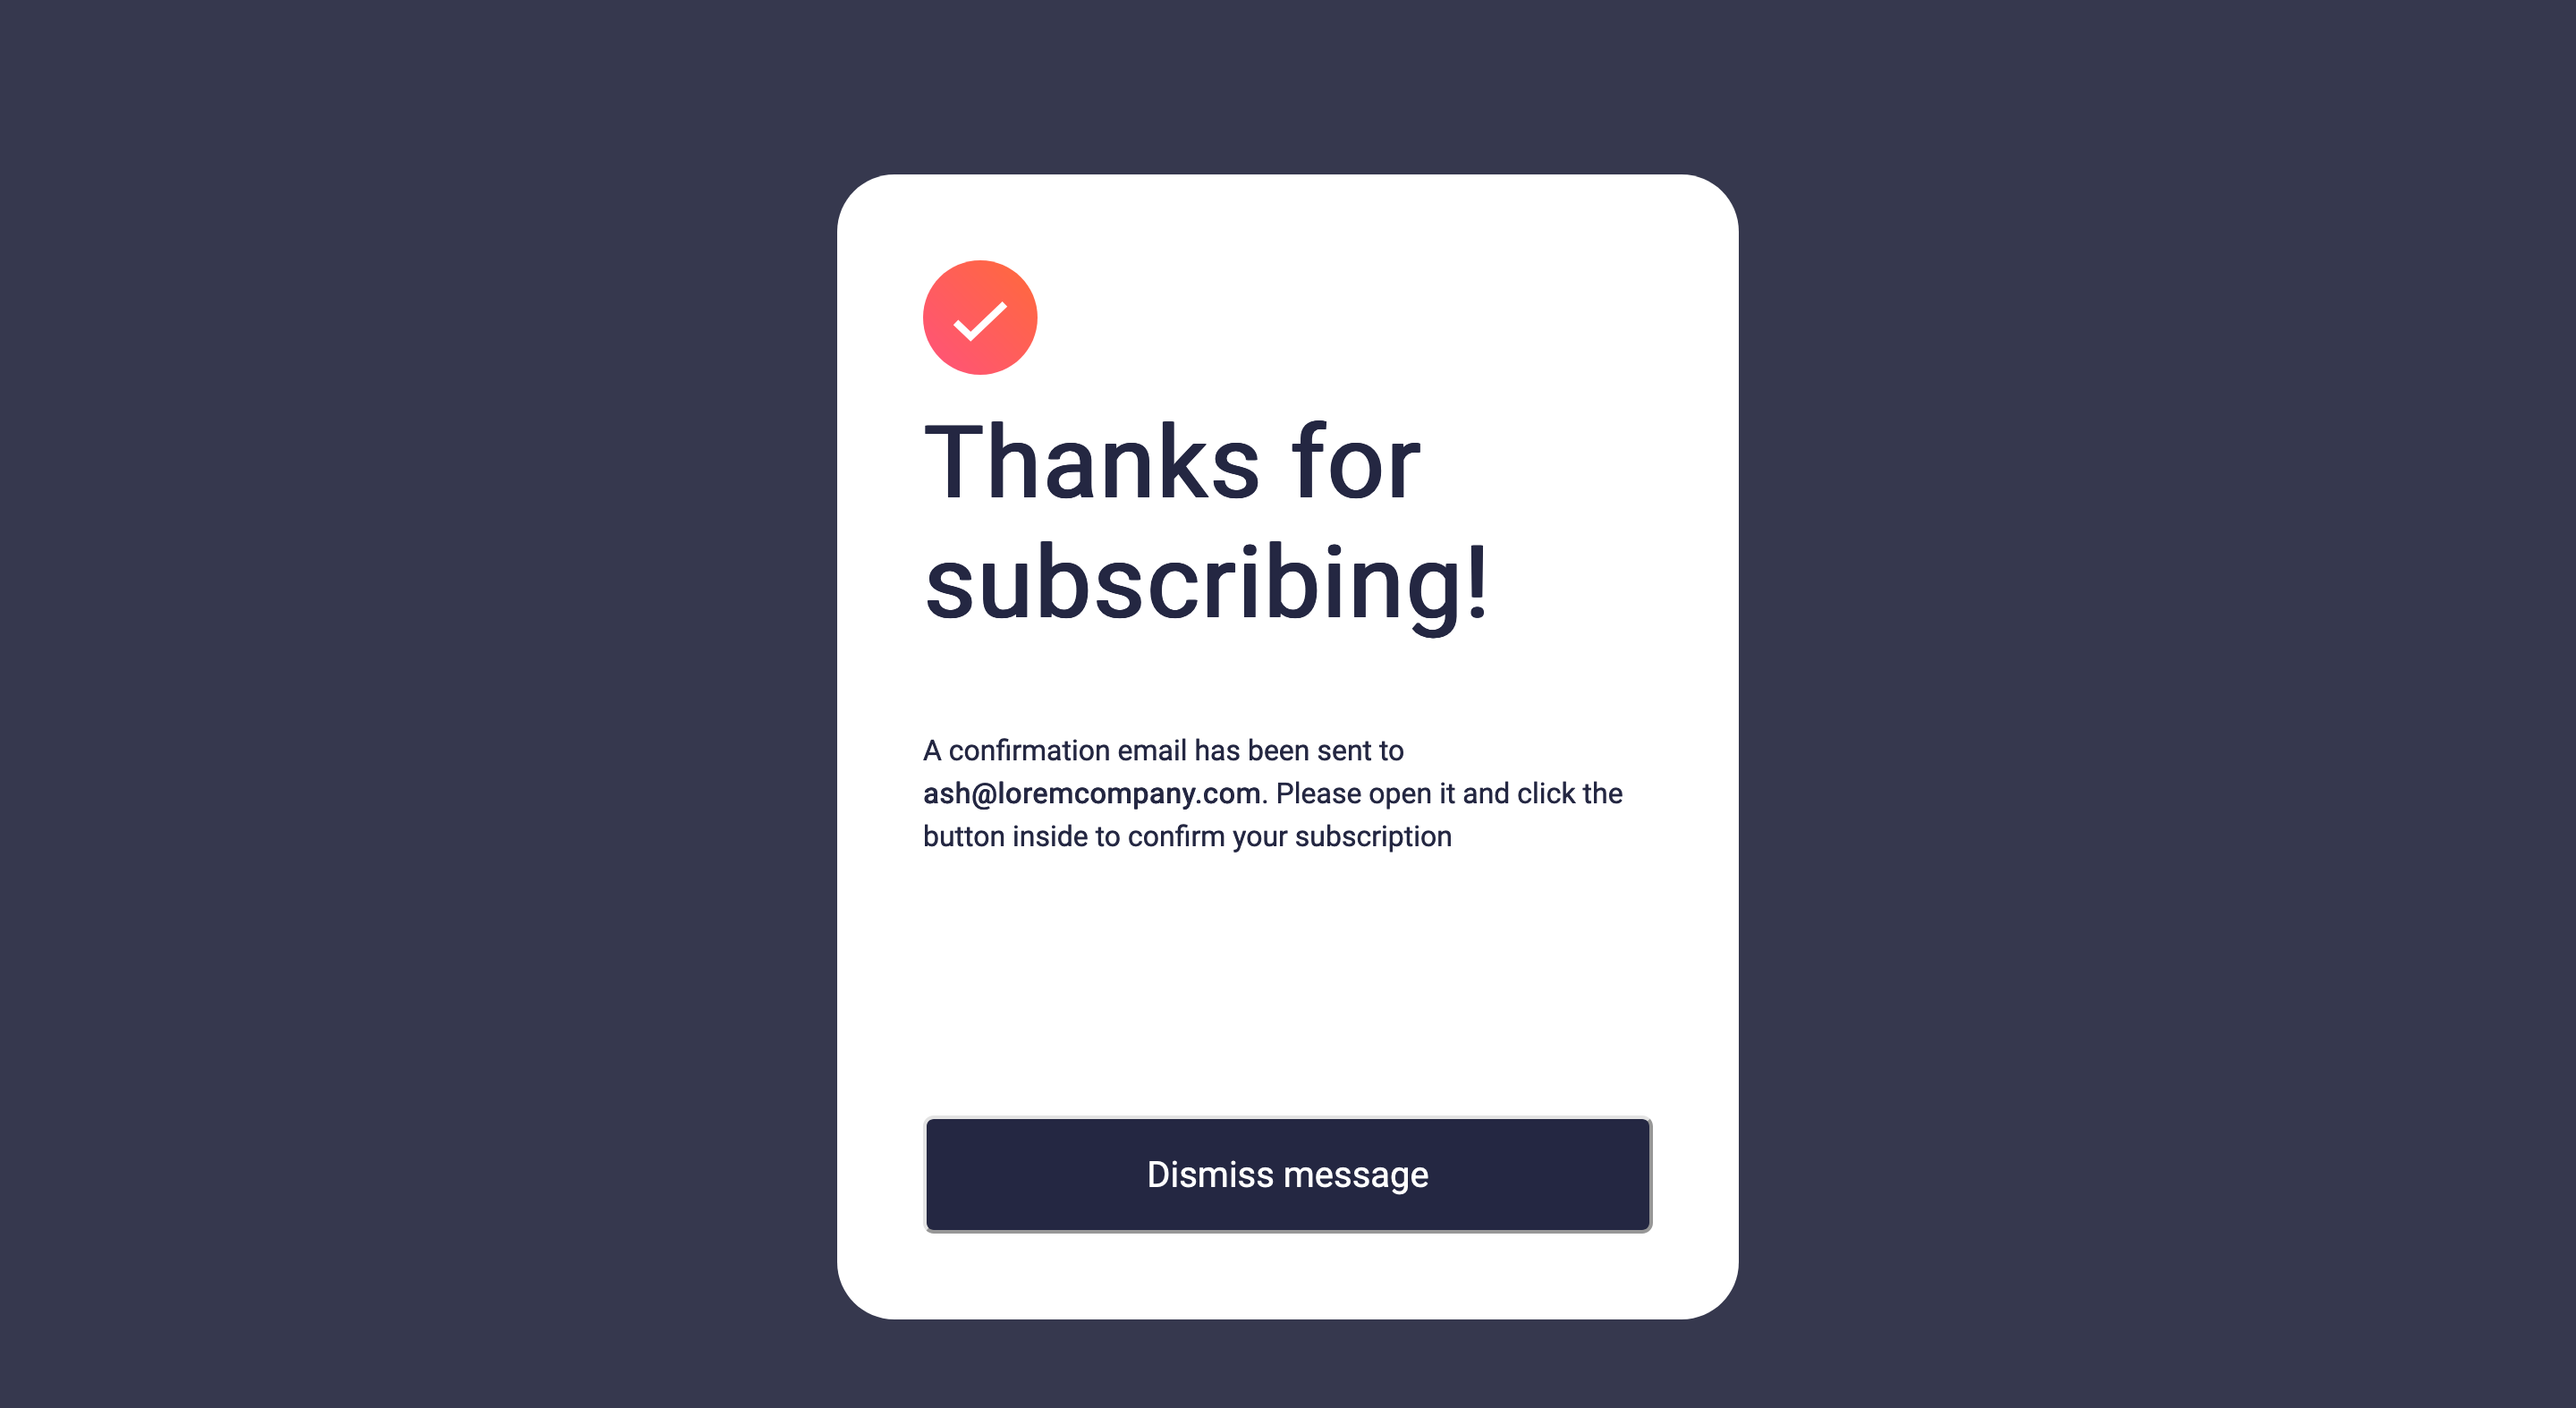 Thanks for
subscribing!
A confirmation email has been sent to
ash@loremcompany.com. Please open it and click the
button inside to confirm your subscription
Dismiss message